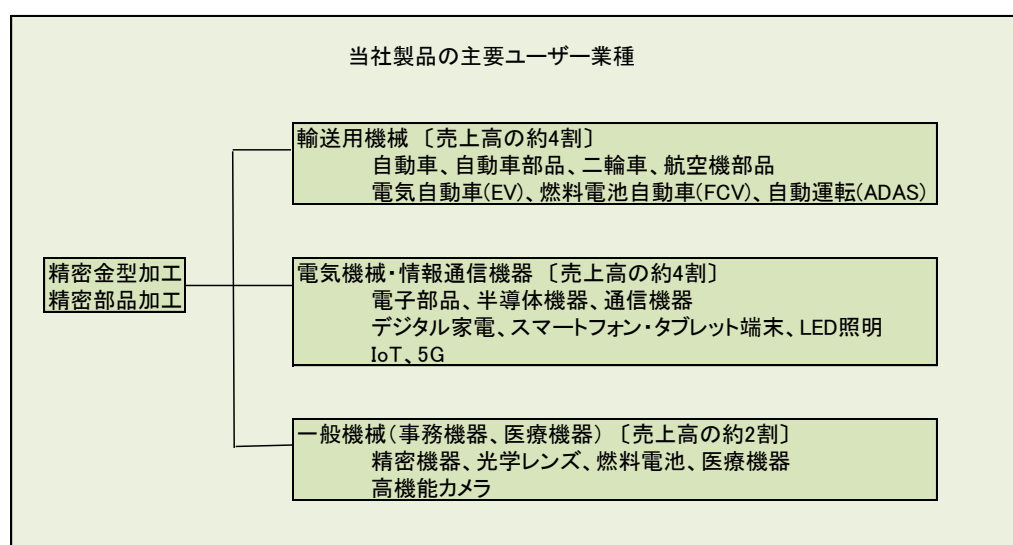 当社製品の主要ユーザー業種
輸送用機械 〔売上高の約4割〕
自動車、自動車部品、二輪車、航空機部品
電気自動車(EV)、燃料電池自動車(FCV)、自動運転(ADAS)
精密金型加工
精密部品加工
電気機械・情報通信機器 〔売上高の約4割〕
電子部品、半導体機器、通信機器
デジタル家電、スマートフォン・タブレット端末、LED照明
IoT、5G
一般機械(事務機器、医療機器) 〔売上高の約2割〕
精密機器、光学レンズ、燃料電池、医療機器
高機能カメラ